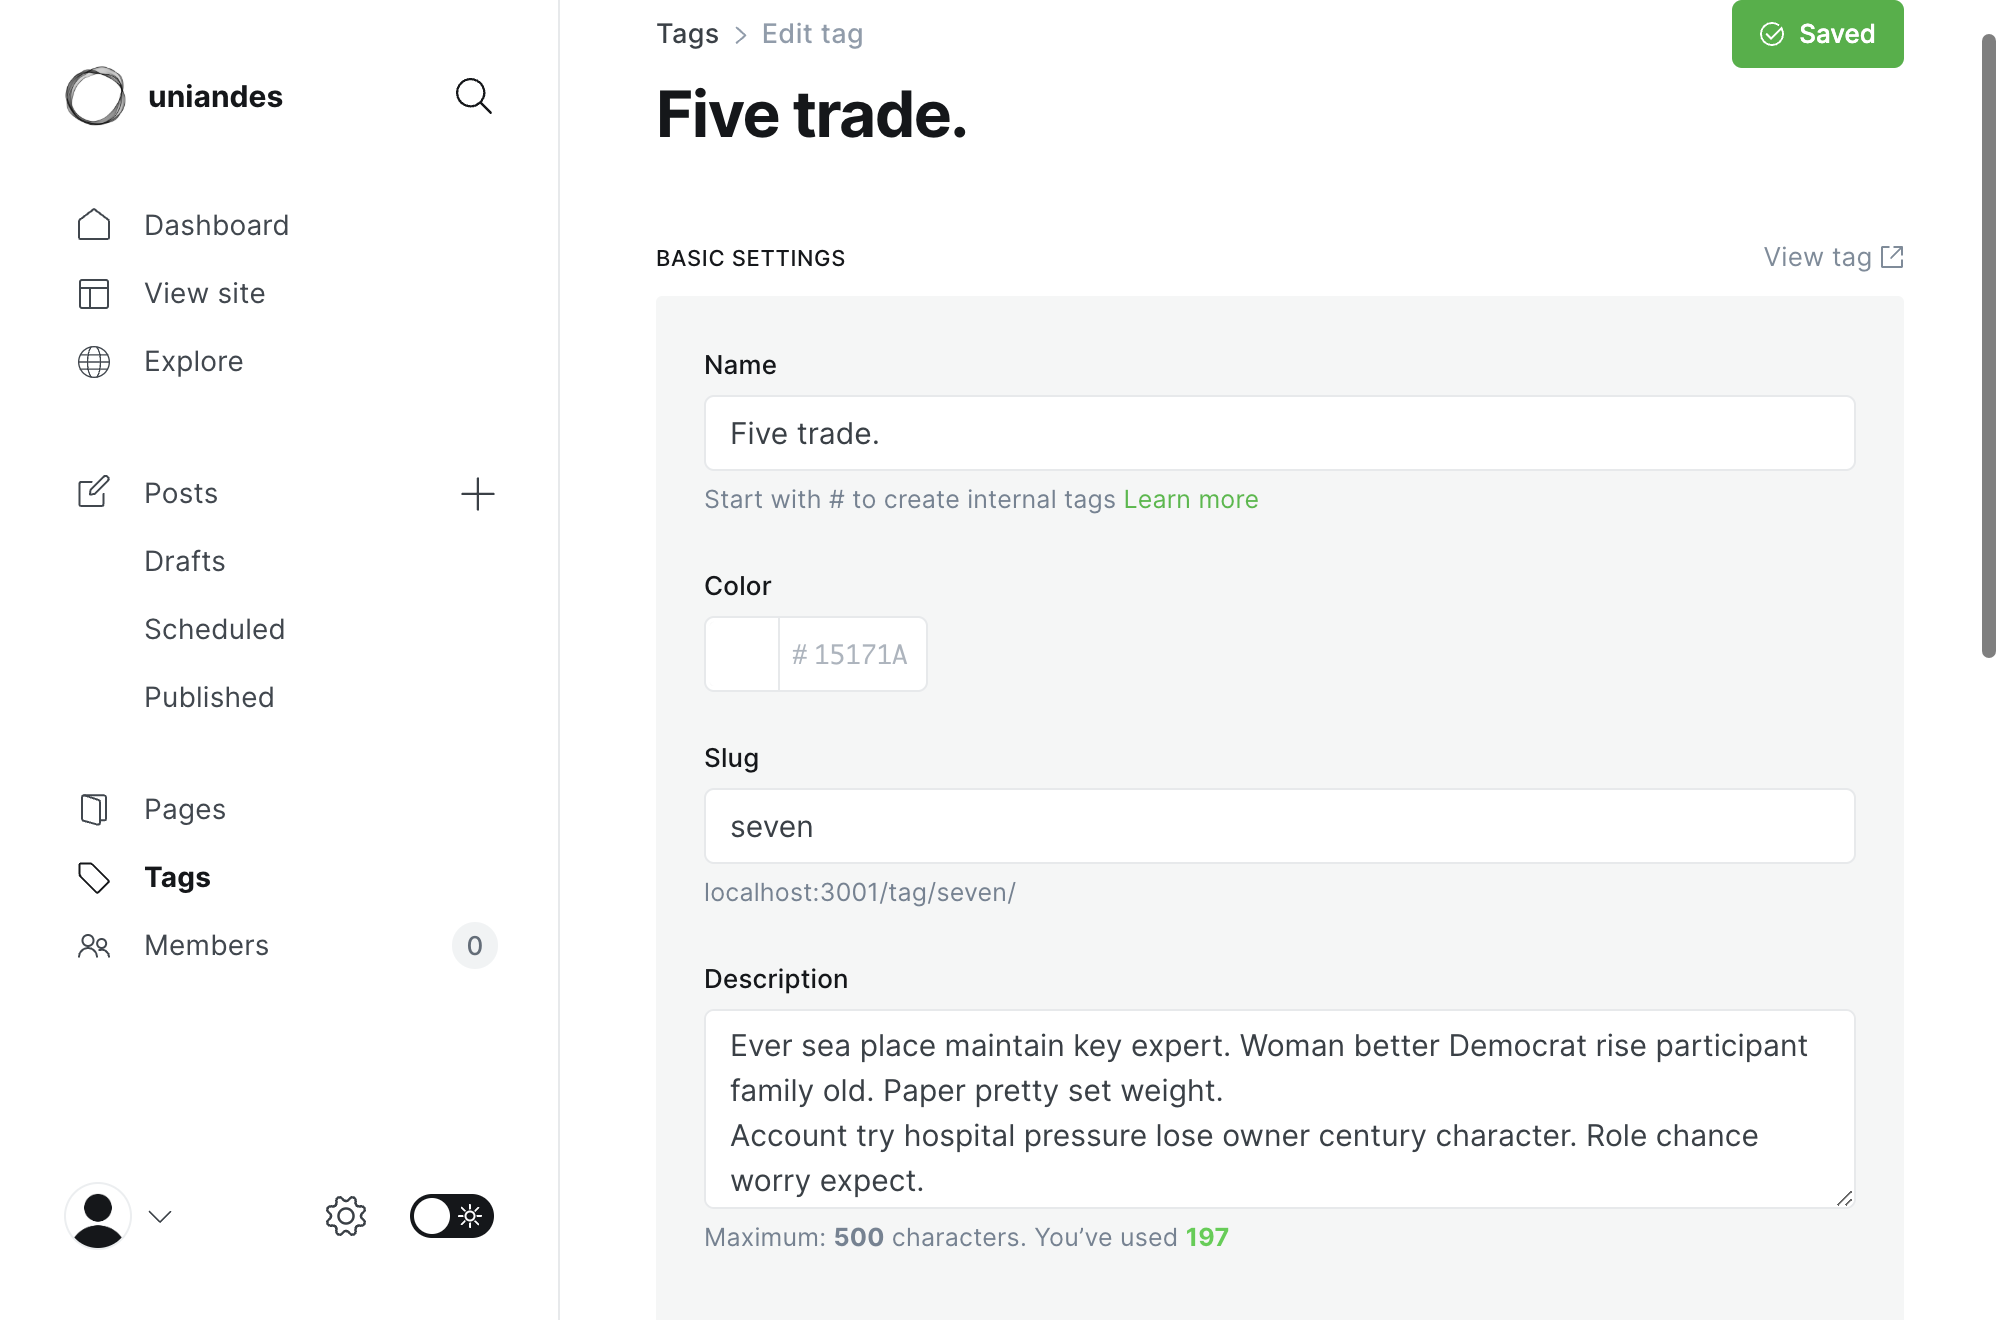 uniandes
Dashboard
View site
Explore
Posts
Drafts
Scheduled
Published
Pages
Tags
Members
0
Tags > Edit tag
Saved
Five trade.
BASIC SETTINGS
View tag
Name
Five trade.
Start with # to create internal tags Learn more
Color
# 15171A
Slug
seven
localhost:3001/tag/seven/
Description
Ever sea place maintain key expert. Woman better Democrat rise participant
family old. Paper pretty set weight.
Account try hospital pressure lose owner century character. Role chance
worry expect.
Maximum: 500 characters. You’ve used 197